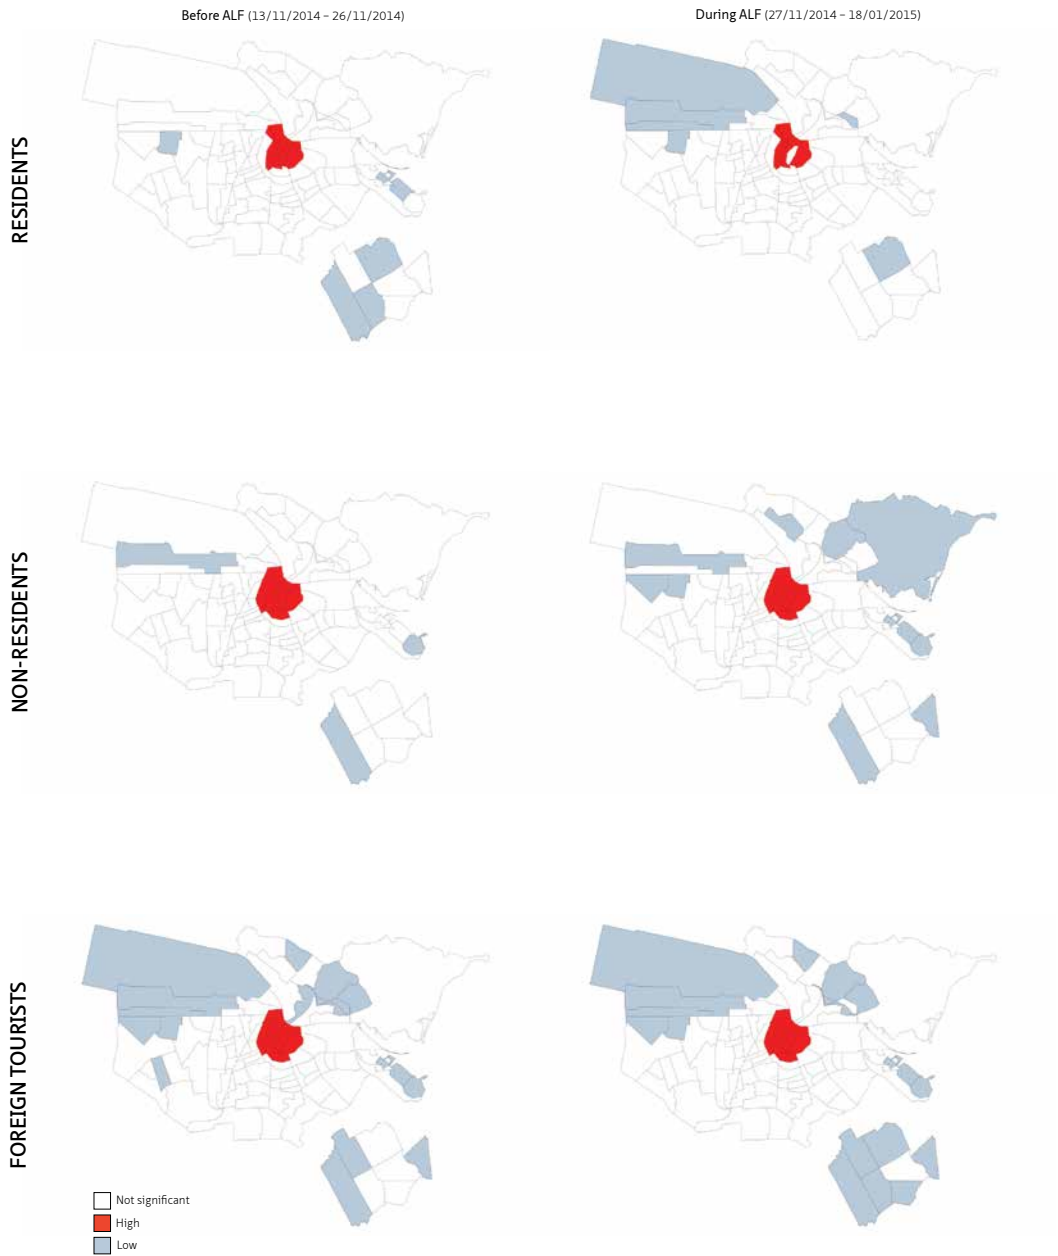 Before ALF (13/11/2014 – 26/11/2014)
During ALF (27/11/2014 – 18/01/2015)
RESIDENTS
NON-RESIDENTS
FOREIGN TOURISTS
Not significant
High
Low